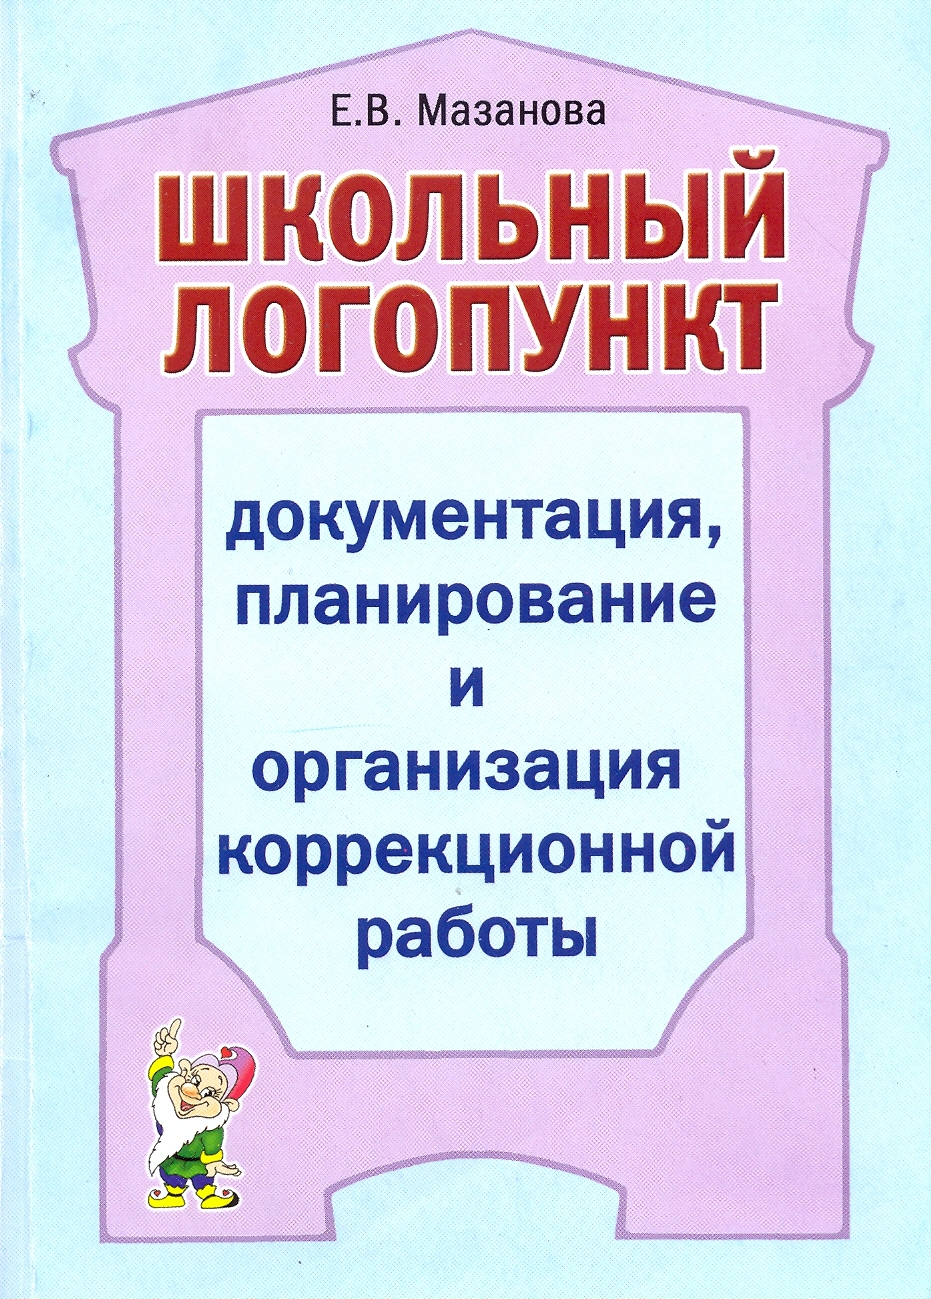 Е.В. Мазанова
ШКОЛЬНЫЙ
ЛОГОПУНКТ
документация,
планирование
и
организация
коррекционной
работы